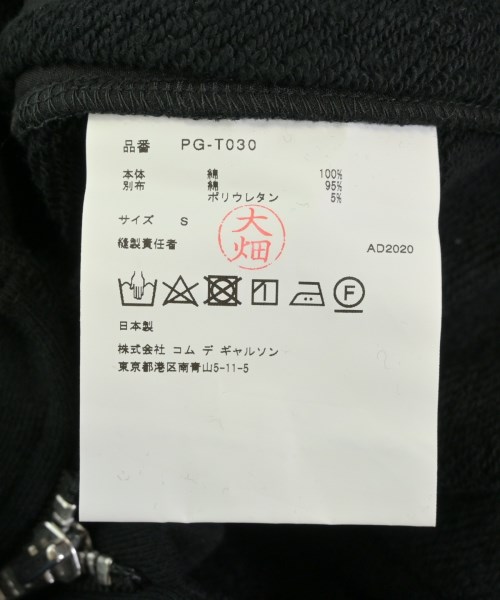 品番 PG-T030
本体 綿 100%
別布 綿 95%
ポリウレタン 5%
サイズ S
縫製責任者
大畑
AD2020
F
日本製
株式会社 コム デ ギャルソン
東京都港区南青山5-11-5